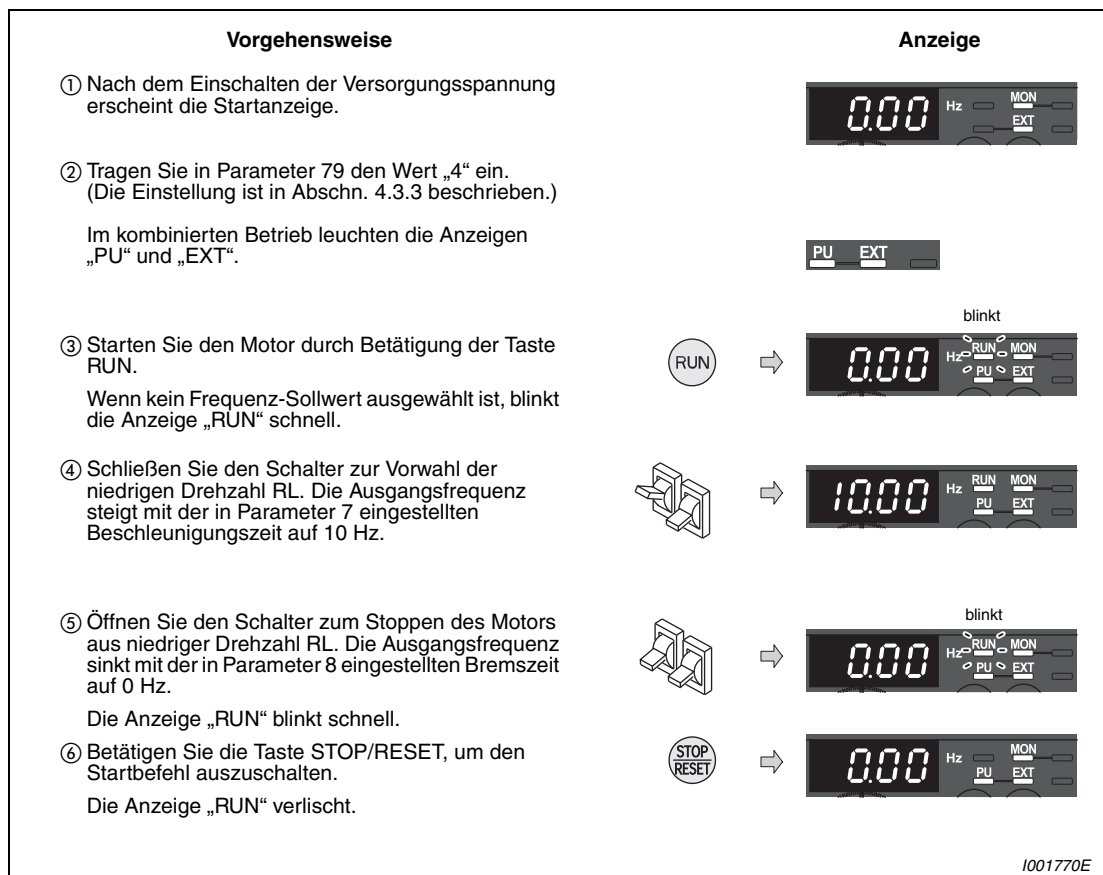 Vorgehensweise
Anzeige
① Nach dem Einschalten der Versorgungsspannung
erscheint die Startanzeige.
0.00 Hz MON
EXT
② Tragen Sie in Parameter 79 den Wert „4“ ein.
(Die Einstellung ist in Abschn. 4.3.3 beschrieben.)
Im kombinierten Betrieb leuchten die Anzeigen
„PU“ und „EXT“.
PU EXT
③ Starten Sie den Motor durch Betätigung der Taste
RUN.
Wenn kein Frequenz-Sollwert ausgewählt ist, blinkt
die Anzeige „RUN“ schnell.
RUN
blinkt
0.00 Hz RUN MON
PU EXT
④ Schließen Sie den Schalter zur Vorwahl der
niedrigen Drehzahl RL. Die Ausgangsfrequenz
steigt mit der in Parameter 7 eingestellten
Beschleunigungszeit auf 10 Hz.
10.00 Hz RUN MON
PU EXT
⑤ Öffnen Sie den Schalter zum Stoppen des Motors
aus niedriger Drehzahl RL. Die Ausgangsfrequenz
sinkt mit der in Parameter 8 eingestellten Bremszeit
auf 0 Hz.
Die Anzeige „RUN“ blinkt schnell.
blinkt
0.00 Hz RUN MON
PU EXT
⑥ Betätigen Sie die Taste STOP/RESET, um den
Startbefehl auszuschalten.
Die Anzeige „RUN“ verlischt.
STOP
RESET
0.00 Hz MON
PU EXT
I001770E